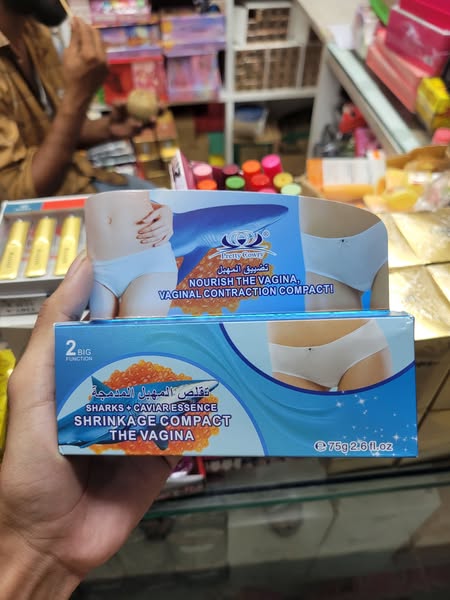 Pretty Cowry
تضييق المهبل
NOURISH THE VAGINA,
VAGINAL CONTRACTION COMPACT!
2 BIG
FUNCTION
تقلص المهبل المدمجة
SHARKS + CAVIAR ESSENCE
SHRINKAGE COMPACT
THE VAGINA
℮ 75g 2.6 fl.oz